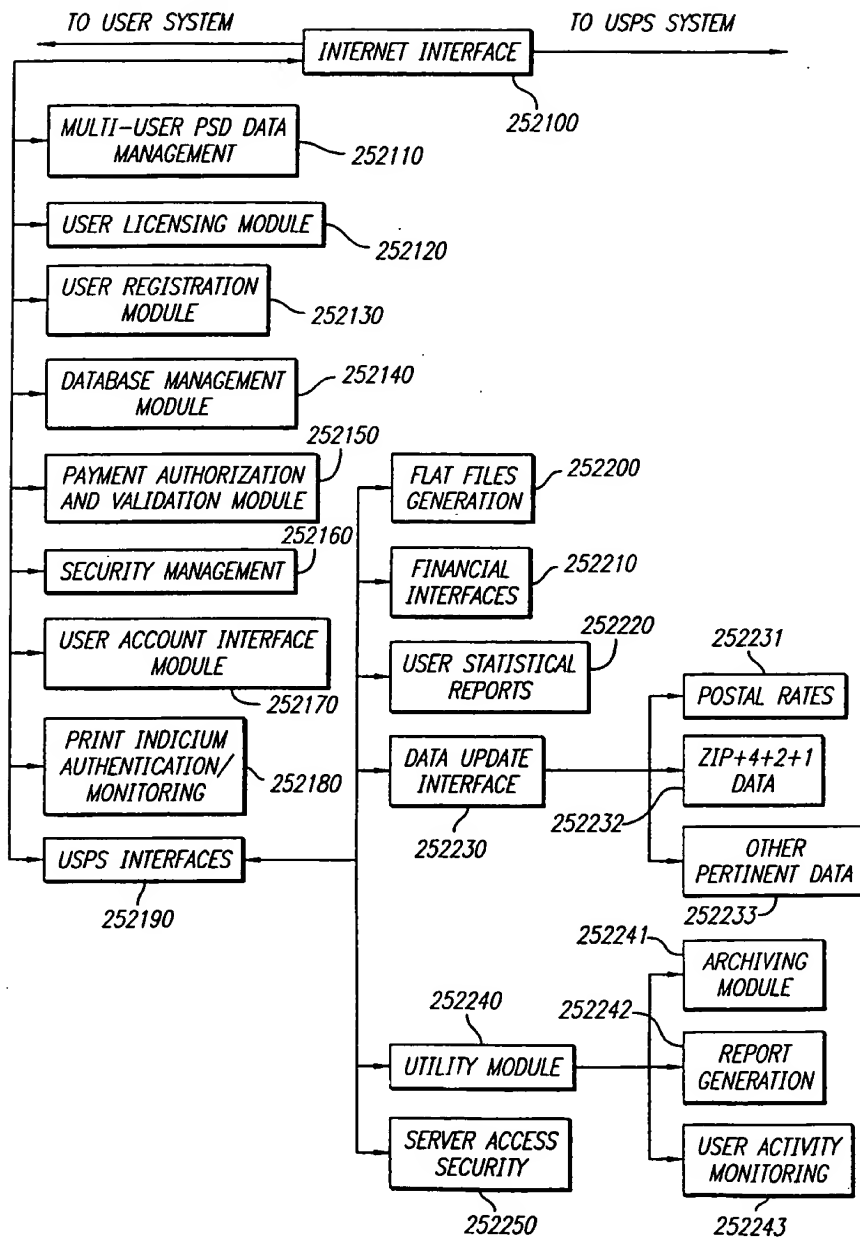 TO USER SYSTEM
TO USPS SYSTEM
INTERNET INTERFACE
252100
MULTI-USER PSD DATA
MANAGEMENT
252110
USER LICENSING MODULE
252120
USER REGISTRATION
MODULE
252130
DATABASE MANAGEMENT
MODULE
252140
PAYMENT AUTHORIZATION
AND VALIDATION MODULE
252150
SECURITY MANAGEMENT
252160
USER ACCOUNT INTERFACE
MODULE
252170
PRINT INDICIUM
AUTHENTICATION/
MONITORING
252180
USPS INTERFACES
252190
FLAT FILES
GENERATION
252200
FINANCIAL
INTERFACES
252210
USER STATISTICAL
REPORTS
252220
DATA UPDATE
INTERFACE
252230
252231
POSTAL RATES
ZIP+4+2+1
DATA
252232
OTHER
PERTINENT DATA
252233
252240
UTILITY MODULE
252241
ARCHIVING
MODULE
252242
REPORT
GENERATION
USER ACTIVITY
MONITORING
252243
SERVER ACCESS
SECURITY
252250